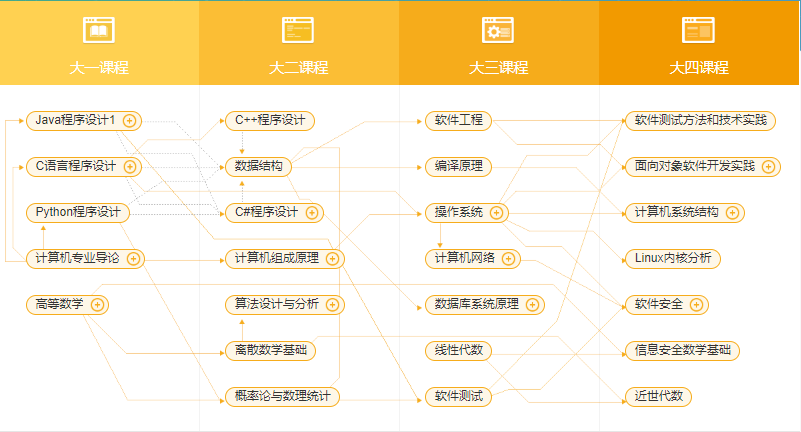 大一课程
大二课程
大三课程
大四课程
Java程序设计1
C++程序设计
软件工程
软件测试方法和技术实践
C语言程序设计
数据结构
编译原理
面向对象软件开发实践
Python程序设计
C#程序设计
操作系统
计算机系统结构
计算机专业导论
计算机组成原理
计算机网络
Linux内核分析
高等数学
算法设计与分析
数据库系统原理
软件安全
离散数学基础
线性代数
信息安全数学基础
概率论与数理统计
软件测试
近世代数